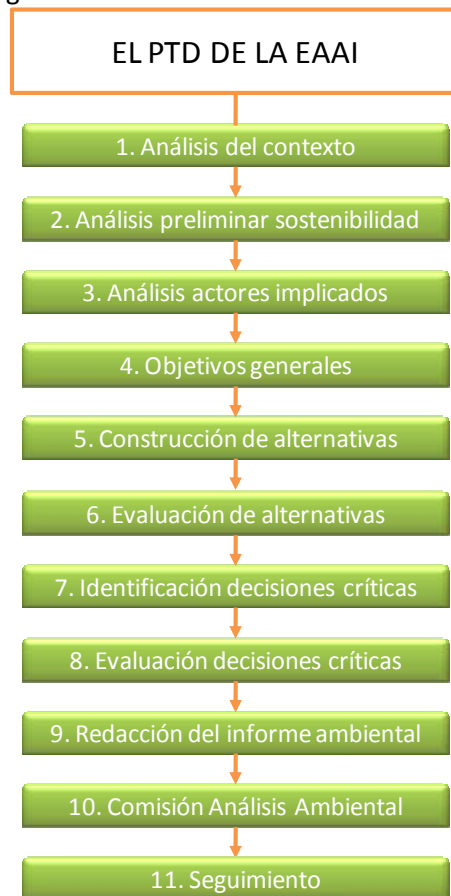 EL PTD DE LA EAAI
1. Análisis del contexto
2. Análisis preliminar sostenibilidad
3. Análisis actores implicados
4. Objetivos generales
5. Construcción de alternativas
6. Evaluación de alternativas
7. Identificación decisiones críticas
8. Evaluación decisiones críticas
9. Redacción del informe ambiental
10. Comisión Análisis Ambiental
11. Seguimiento